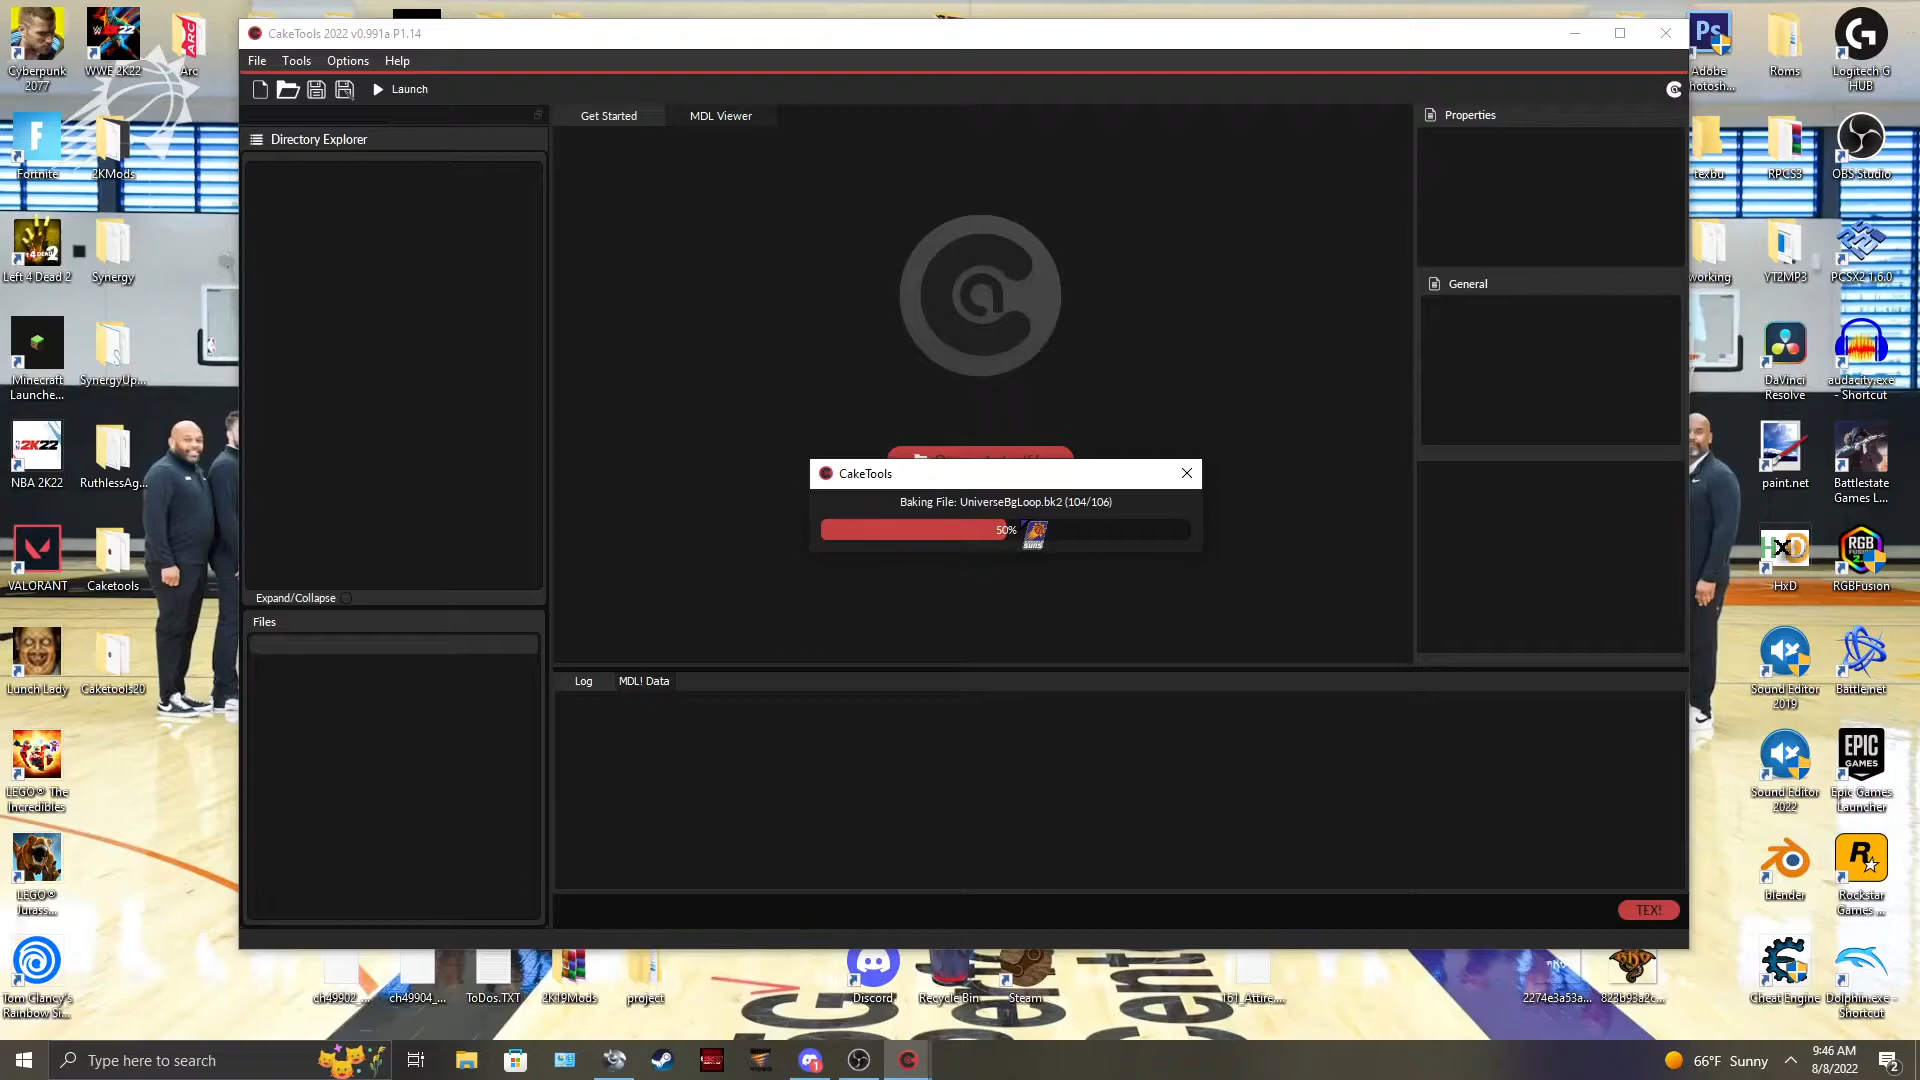 CakeTools 2022 v0.991a P1.14
File Tools Options Help
Launch
Directory Explorer
Get Started
MDL Viewer
Properties
General
CakeTools
Baking File: UniverseBgLoop.bk2 (104/106)
50%
SUNS
Expand/Collapse
Files
Log
MDL! Data
TEX!
Cyberpunk
2077
WWE 2K22
Arc
Fortnite
2KMods
Left 4 Dead 2
Synergy
Minecraft
Launche...
SynergyUp...
NBA 2K22
RuthlessAg...
VALORANT
Caketools
Lunch Lady
Caketools20
LEGO® The
Incredibles
LEGO®
Jurass...
Tom Clancy's
Rainbow Si...
ch49902_...
ch49904_...
ToDos.TXT
2K19Mods
project
Discord
Recycle Bin
Steam
161_Attire....
2274e3a53a...
823b93a2c...
Adobe
hotosh...
Roms
Logitech G
HUB
texbu
RPCS3
OBS Studio
working
YT2MP3
PCSX2 1.6.0
DaVinci
Resolve
audacity.exe
- Shortcut
paint.net
Battlestate
Games L...
HxD
RGBFusion
Sound Editor
2019
Battle.net
Sound Editor
2022
Epic Games
Launcher
blender
Rockstar
Games ...
Cheat Engine
Dolphin.exe -
Shortcut
Type here to search
66°F Sunny
9:46 AM
8/8/2022
2